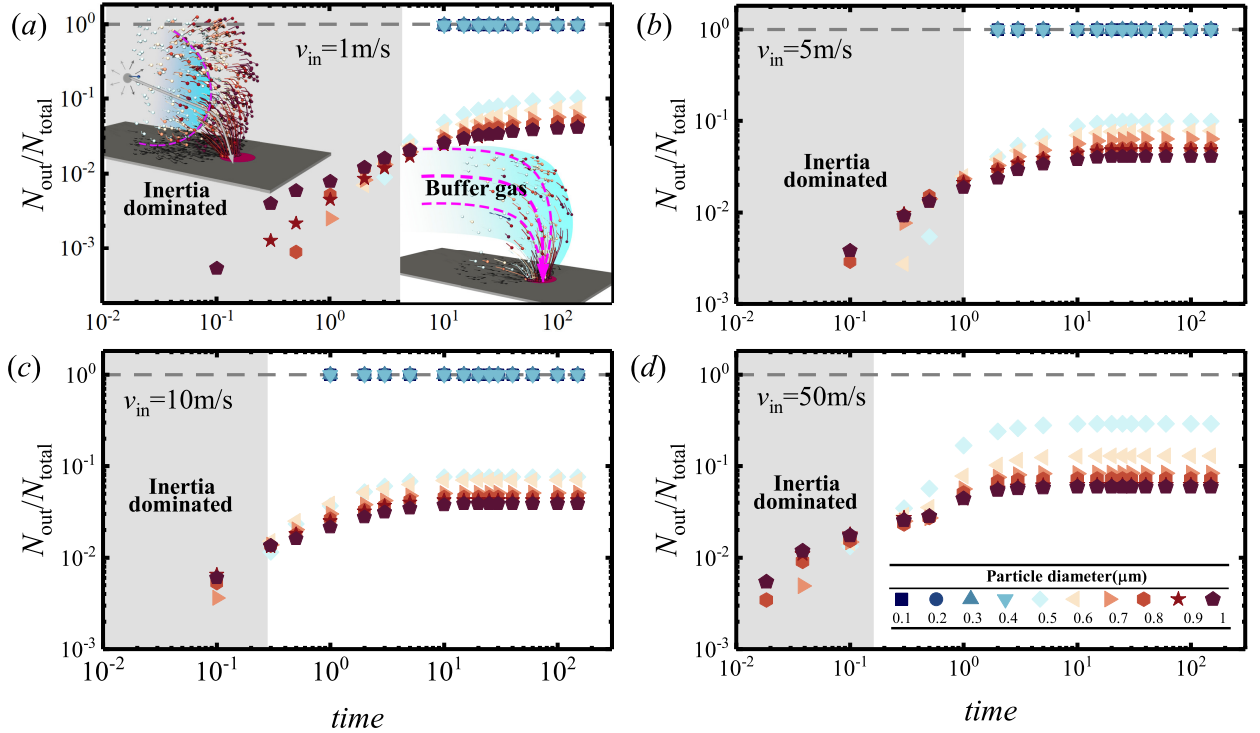 (a)
v_in=1m/s
Inertia
dominated
Buffer gas
N_out/N_total
10^0
10^-1
10^-2
10^-3
10^-2 10^-1 10^0 10^1 10^2
(b)
v_in=5m/s
Inertia
dominated
N_out/N_total
10^0
10^-1
10^-2
10^-3
10^-2 10^-1 10^0 10^1 10^2
(c)
v_in=10m/s
Inertia
dominated
N_out/N_total
10^0
10^-1
10^-2
10^-3
10^-2 10^-1 10^0 10^1 10^2
time
(d)
v_in=50m/s
Inertia
dominated
N_out/N_total
10^0
10^-1
10^-2
10^-3
Particle diameter(μm)
0.1 0.2 0.3 0.4 0.5 0.6 0.7 0.8 0.9 1
10^-2 10^-1 10^0 10^1 10^2
time